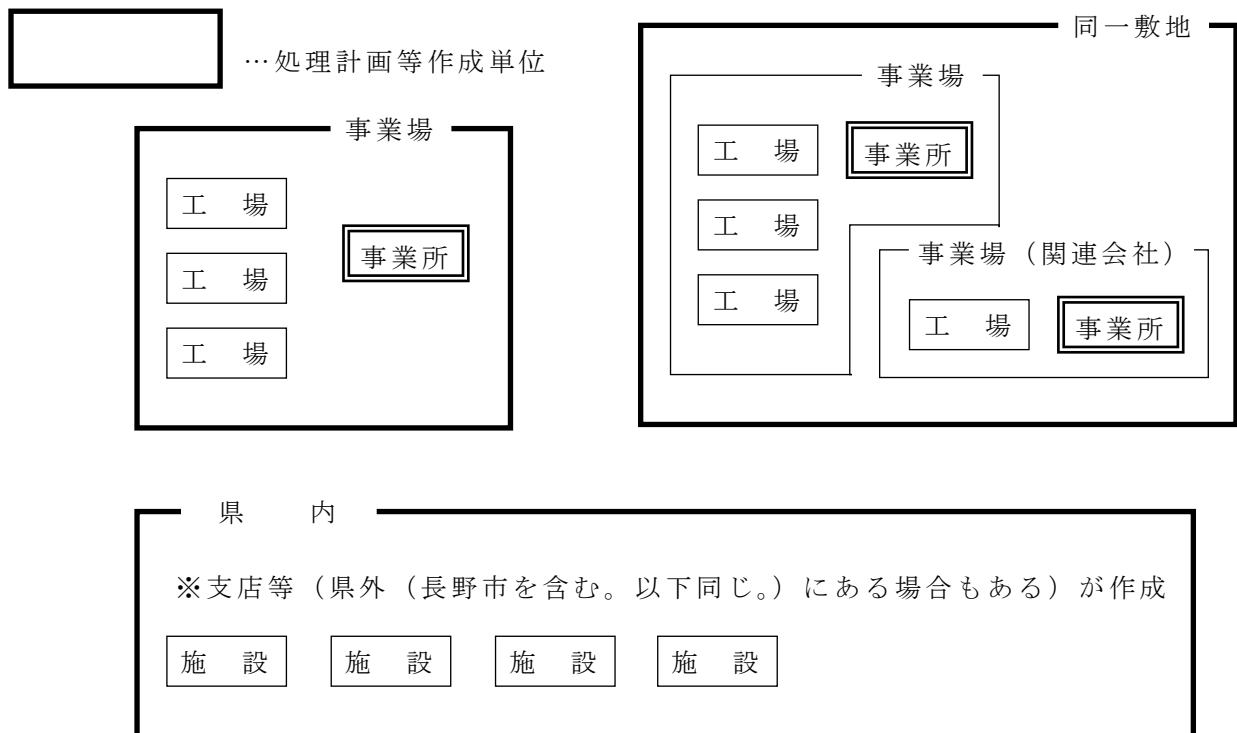 …処理計画等作成単位
事業場
工　場
工　場
工　場
事業所
同一敷地
事業場
工　場
事業所
工　場
工　場
事業場（関連会社）
工　場
事業所
県　　内
※支店等（県外（長野市を含む。以下同じ。）にある場合もある）が作成
施　設
施　設
施　設
施　設